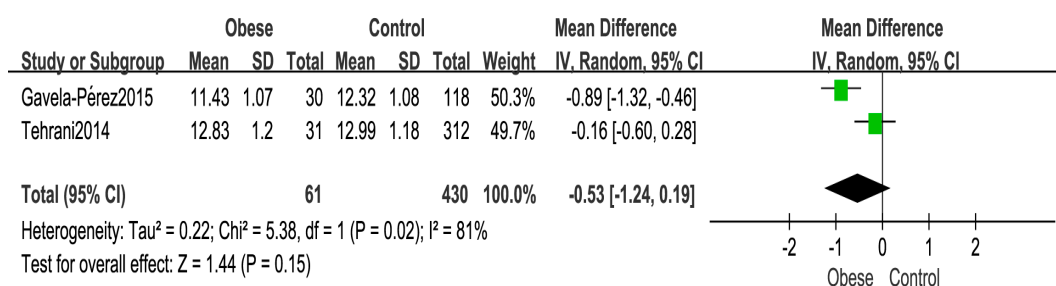 Obese Control Mean Difference Mean Difference
Study or Subgroup Mean SD Total Mean SD Total Weight IV, Random, 95% CI IV, Random, 95% CI
Gavela-Pérez2015 11.43 1.07 30 12.32 1.08 118 50.3% -0.89 [-1.32, -0.46]
Tehrani2014 12.83 1.2 31 12.99 1.18 312 49.7% -0.16 [-0.60, 0.28]
Total (95% CI) 61 430 100.0% -0.53 [-1.24, 0.19]
Heterogeneity: Tau² = 0.22; Chi² = 5.38, df = 1 (P = 0.02); I² = 81%
Test for overall effect: Z = 1.44 (P = 0.15)
-2 -1 0 1 2
Obese Control